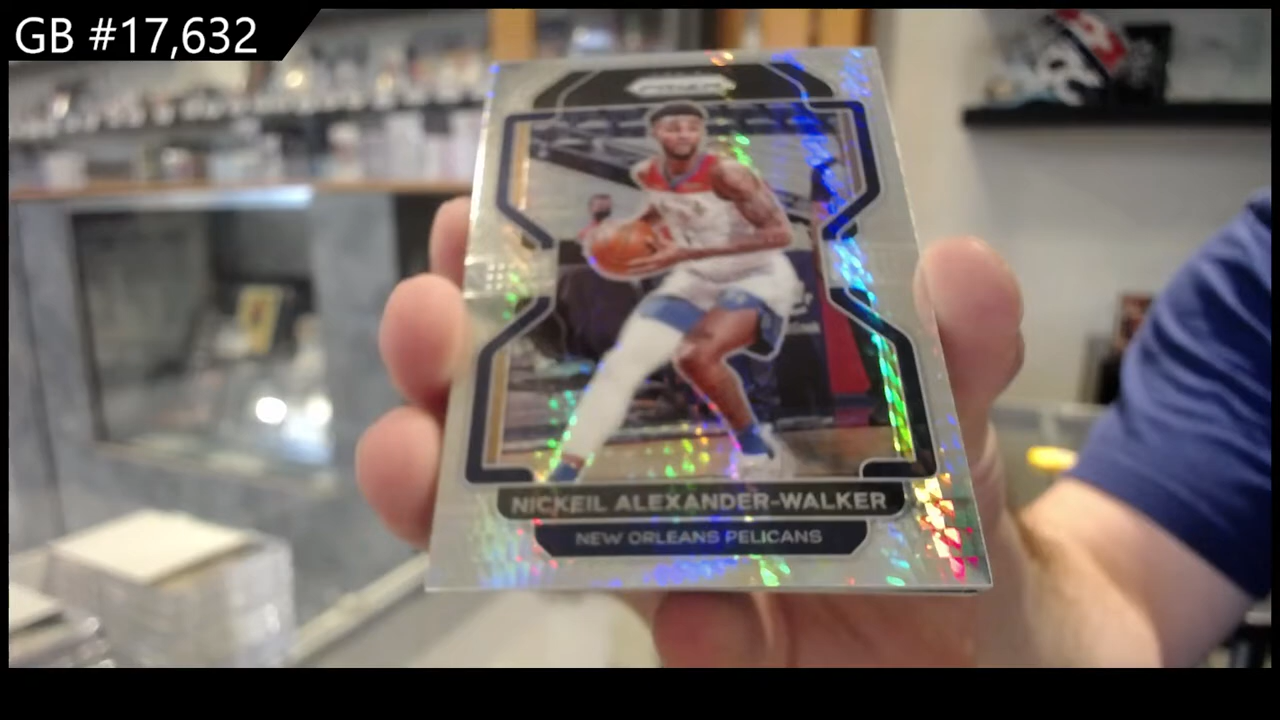 GB #17,632
PRIZM
NICKEIL ALEXANDER-WALKER
NEW ORLEANS PELICANS